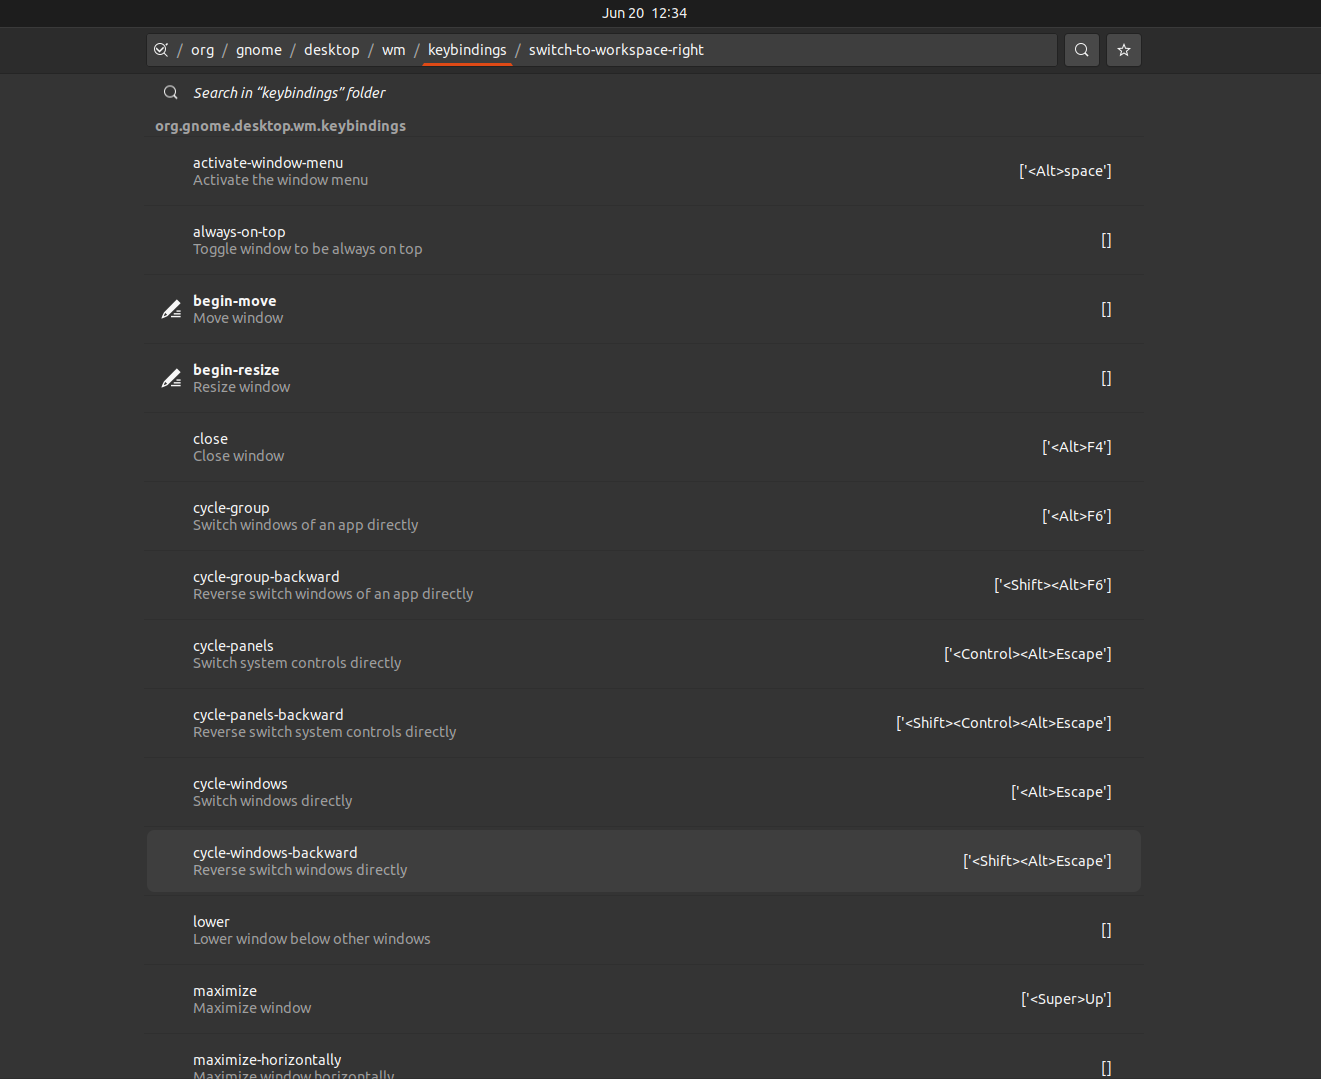 Jun 20 12:34
/ org / gnome / desktop / wm / keybindings / switch-to-workspace-right
Search in “keybindings” folder
org.gnome.desktop.wm.keybindings
activate-window-menu
Activate the window menu
['<Alt>space']
always-on-top
Toggle window to be always on top
[]
begin-move
Move window
[]
begin-resize
Resize window
[]
close
Close window
['<Alt>F4']
cycle-group
Switch windows of an app directly
['<Alt>F6']
cycle-group-backward
Reverse switch windows of an app directly
['<Shift><Alt>F6']
cycle-panels
Switch system controls directly
['<Control><Alt>Escape']
cycle-panels-backward
Reverse switch system controls directly
['<Shift><Control><Alt>Escape']
cycle-windows
Switch windows directly
['<Alt>Escape']
cycle-windows-backward
Reverse switch windows directly
['<Shift><Alt>Escape']
lower
Lower window below other windows
[]
maximize
Maximize window
['<Super>Up']
maximize-horizontally
Maximize window horizontally
[]